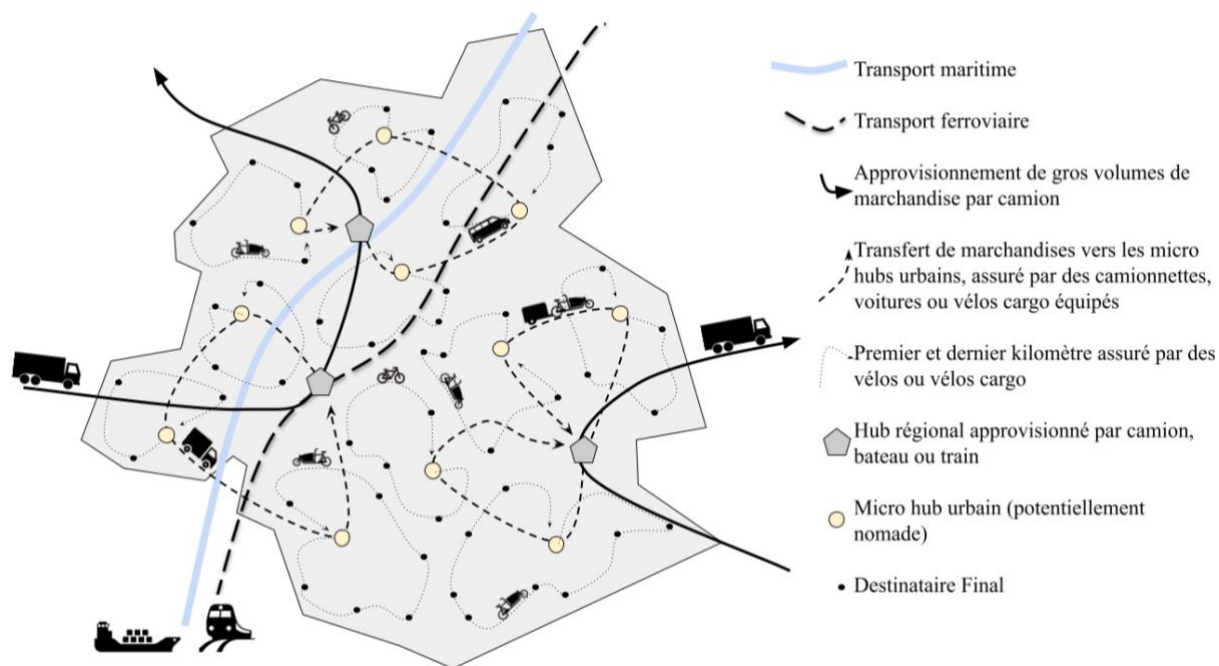 Transport maritime
Transport ferroviaire
Approvisionnement de gros volumes de
marchandise par camion
Transfert de marchandises vers les micro
hubs urbains, assuré par des camionnettes,
voitures ou vélos cargo équipés
Premier et dernier kilomètre assuré par des
vélos ou vélos cargo
Hub régional approvisionné par camion,
bateau ou train
Micro hub urbain (potentiellement
nomade)
Destinataire Final